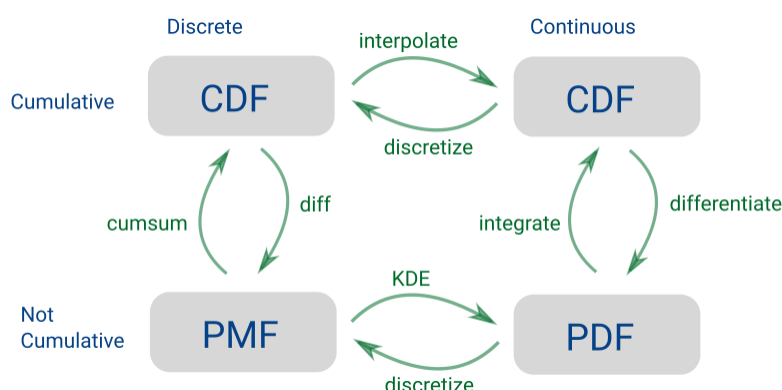 Discrete
Continuous
interpolate
Cumulative
CDF
CDF
discretize
cumsum
diff
integrate
differentiate
KDE
Not
Cumulative
PMF
PDF
discretize